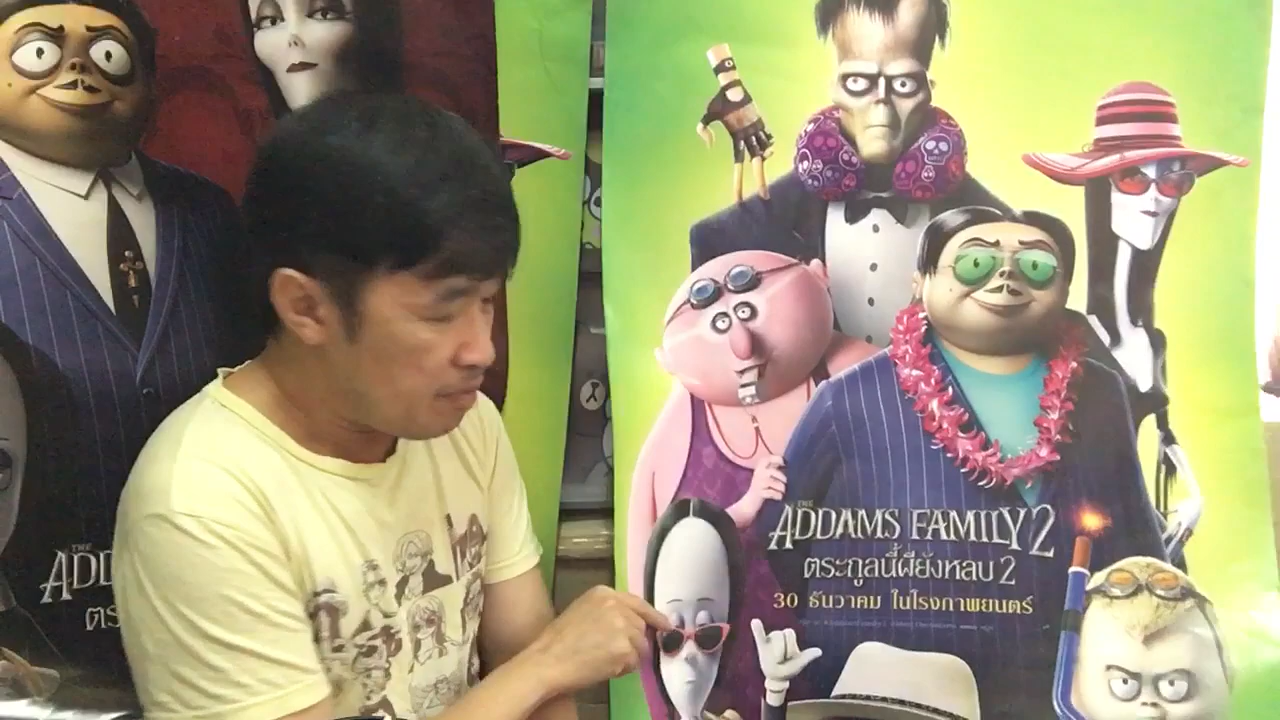 THE
ADDAMS FAMILY 2
ตระกูลนี้ผียังหลบ 2
30 ธันวาคม ในโรงภาพยนตร์
THE
ADD
ตร